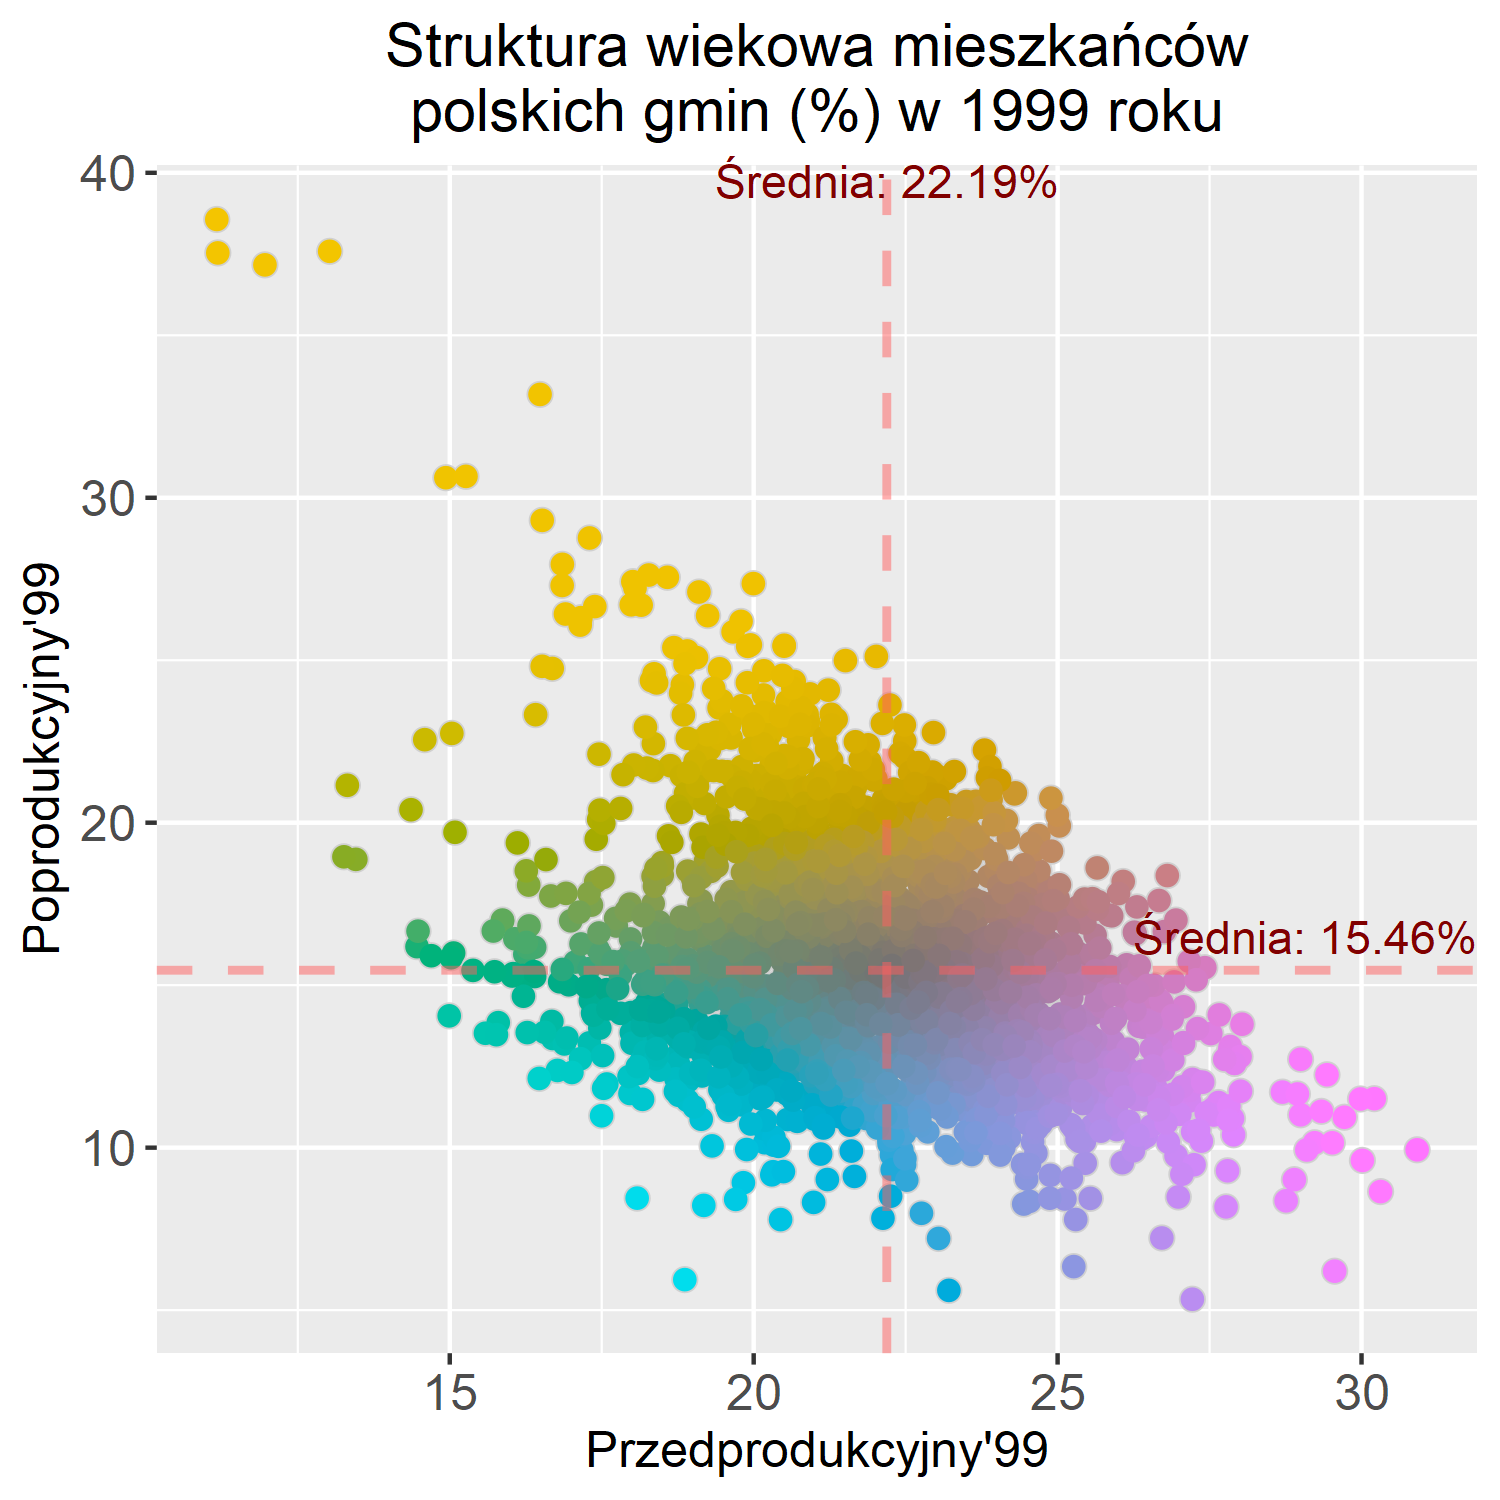 Struktura wiekowa mieszkańców
polskich gmin (%) w 1999 roku
Średnia: 22.19%
Średnia: 15.46%
40
30
20
10
Poprodukcyjny'99
15
20
25
30
Przedprodukcyjny'99